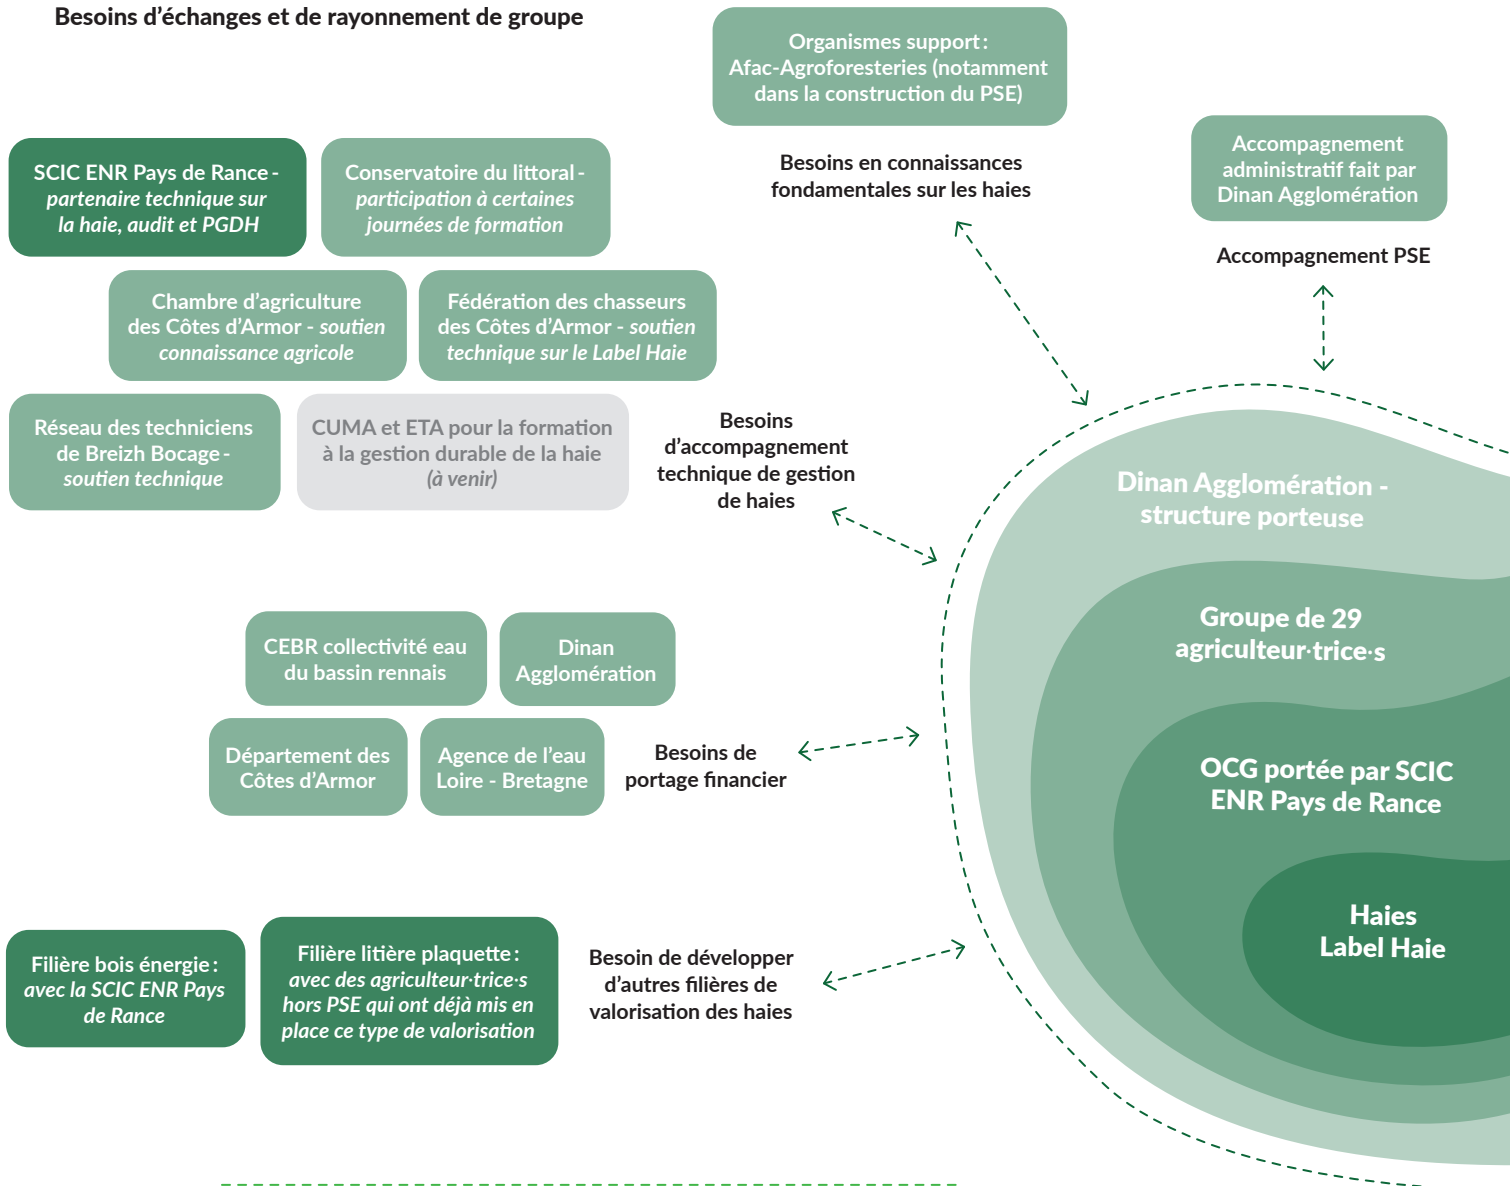 Besoins d’échanges et de rayonnement de groupe
Organismes support :
Afac-Agroforesteries (notamment
dans la construction du PSE)
Besoins en connaissances
fondamentales sur les haies
Accompagnement
administratif fait par
Dinan Agglomération
Accompagnement PSE
SCIC ENR Pays de Rance -
partenaire technique sur
la haie, audit et PGDH
Conservatoire du littoral -
participation à certaines
journées de formation
Chambre d’agriculture
des Côtes d’Armor - soutien
connaissance agricole
Fédération des chasseurs
des Côtes d’Armor - soutien
technique sur le Label Haie
Réseau des techniciens
de Breizh Bocage -
soutien technique
CUMA et ETA pour la formation
à la gestion durable de la haie
(à venir)
Besoins
d’accompagnement
technique de gestion
de haies
CEBR collectivité eau
du bassin rennais
Dinan
Agglomération
Département des
Côtes d’Armor
Agence de l’eau
Loire - Bretagne
Besoins de
portage financier
Filière bois énergie :
avec la SCIC ENR Pays
de Rance
Filière litière plaquette :
avec des agriculteur·trice·s
hors PSE qui ont déjà mis en
place ce type de valorisation
Besoin de développer
d’autres filières de
valorisation des haies
Dinan Agglomération -
structure porteuse
Groupe de 29
agriculteur·trice·s
OCG portée par SCIC
ENR Pays de Rance
Haies
Label Haie